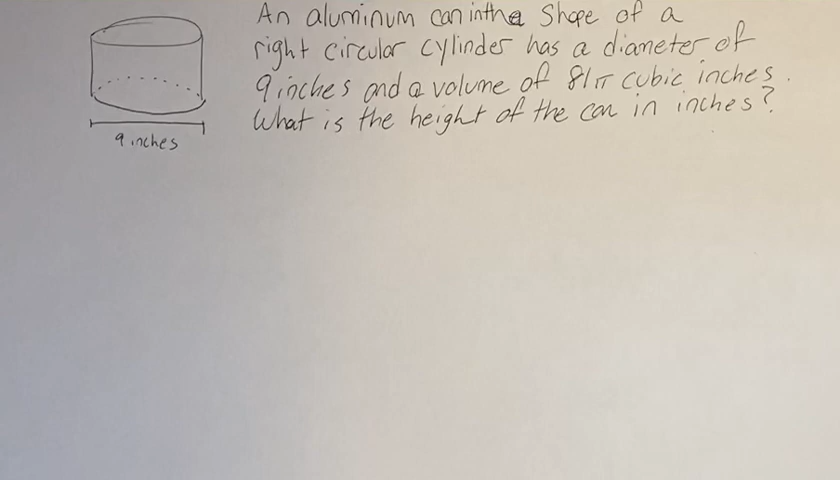 An aluminum can in the Shape of a
right circular cylinder has a diameter of
9 inches and a volume of 81π cubic inches.
What is the height of the can in inches?
9 inches